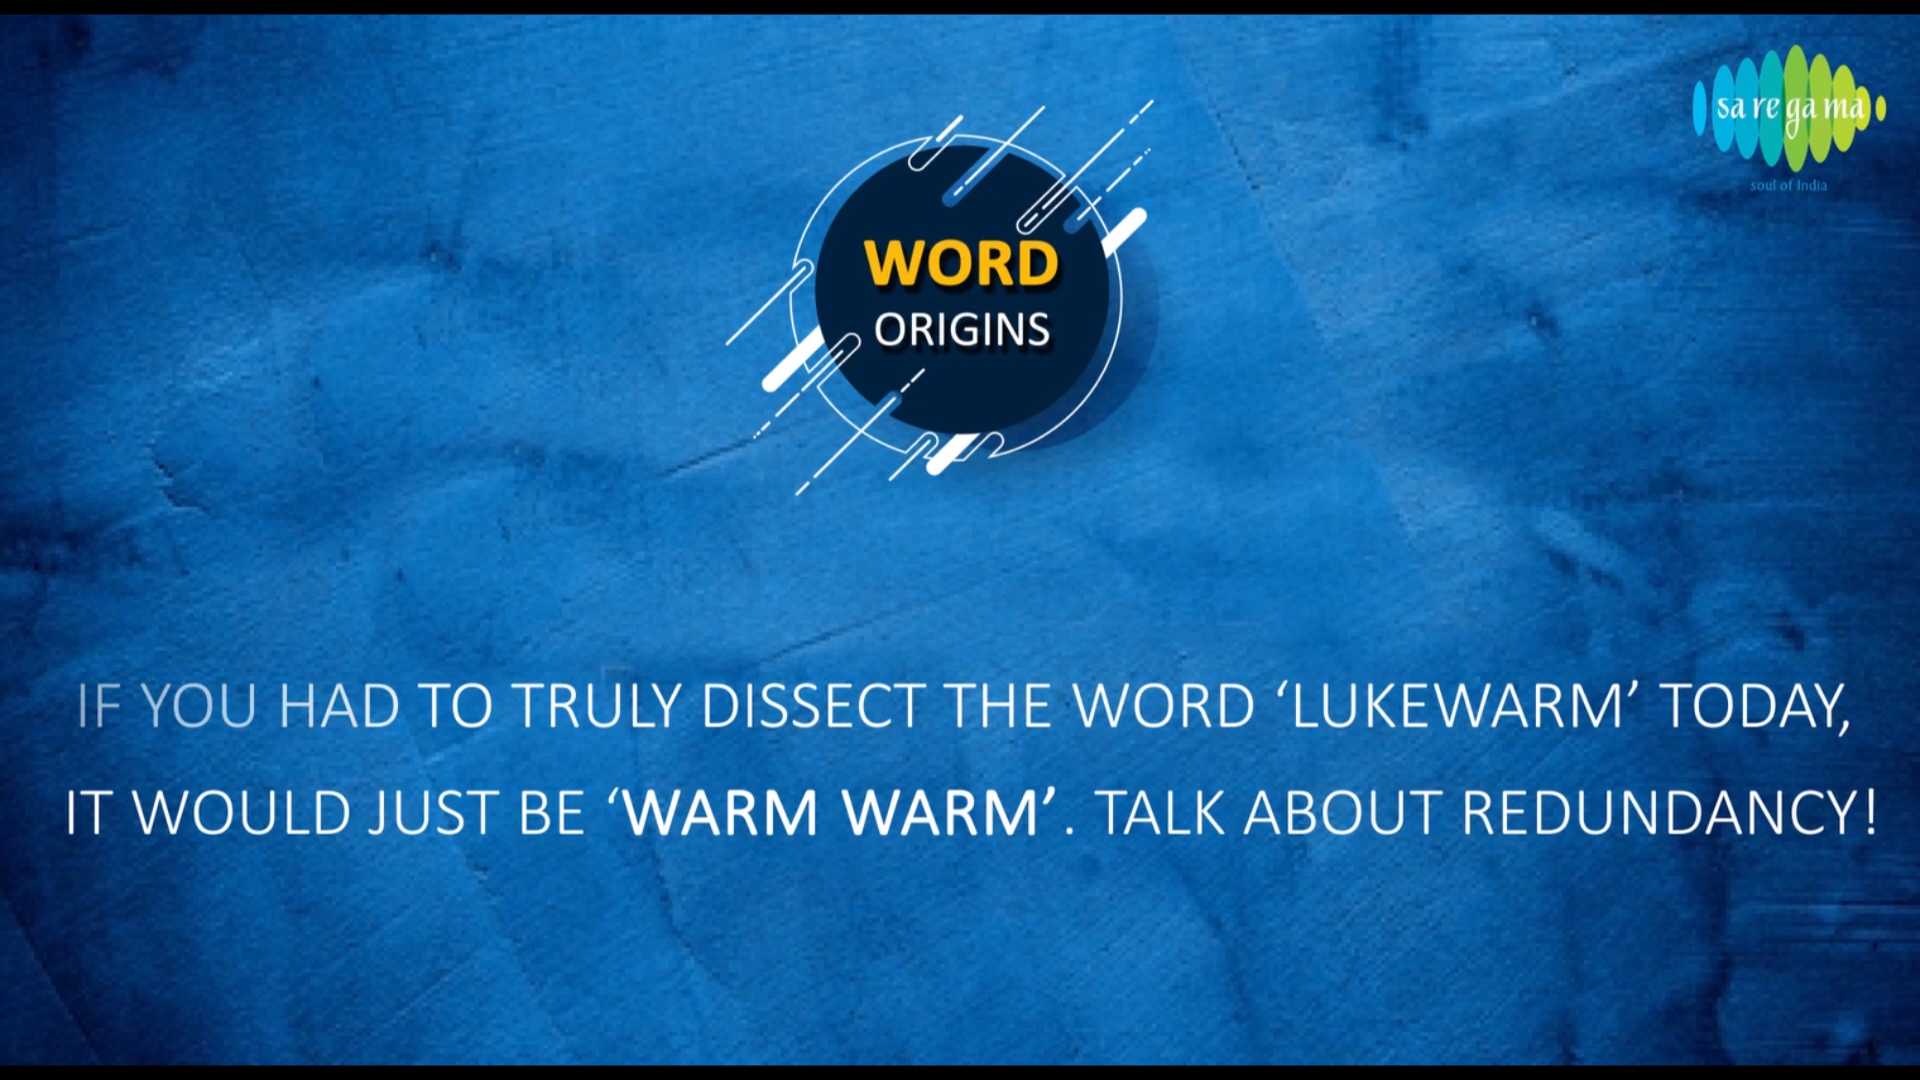 sa re ga ma
soul of India
WORD
ORIGINS
IF YOU HAD TO TRULY DISSECT THE WORD ‘LUKEWARM’ TODAY,
IT WOULD JUST BE ‘WARM WARM’. TALK ABOUT REDUNDANCY!